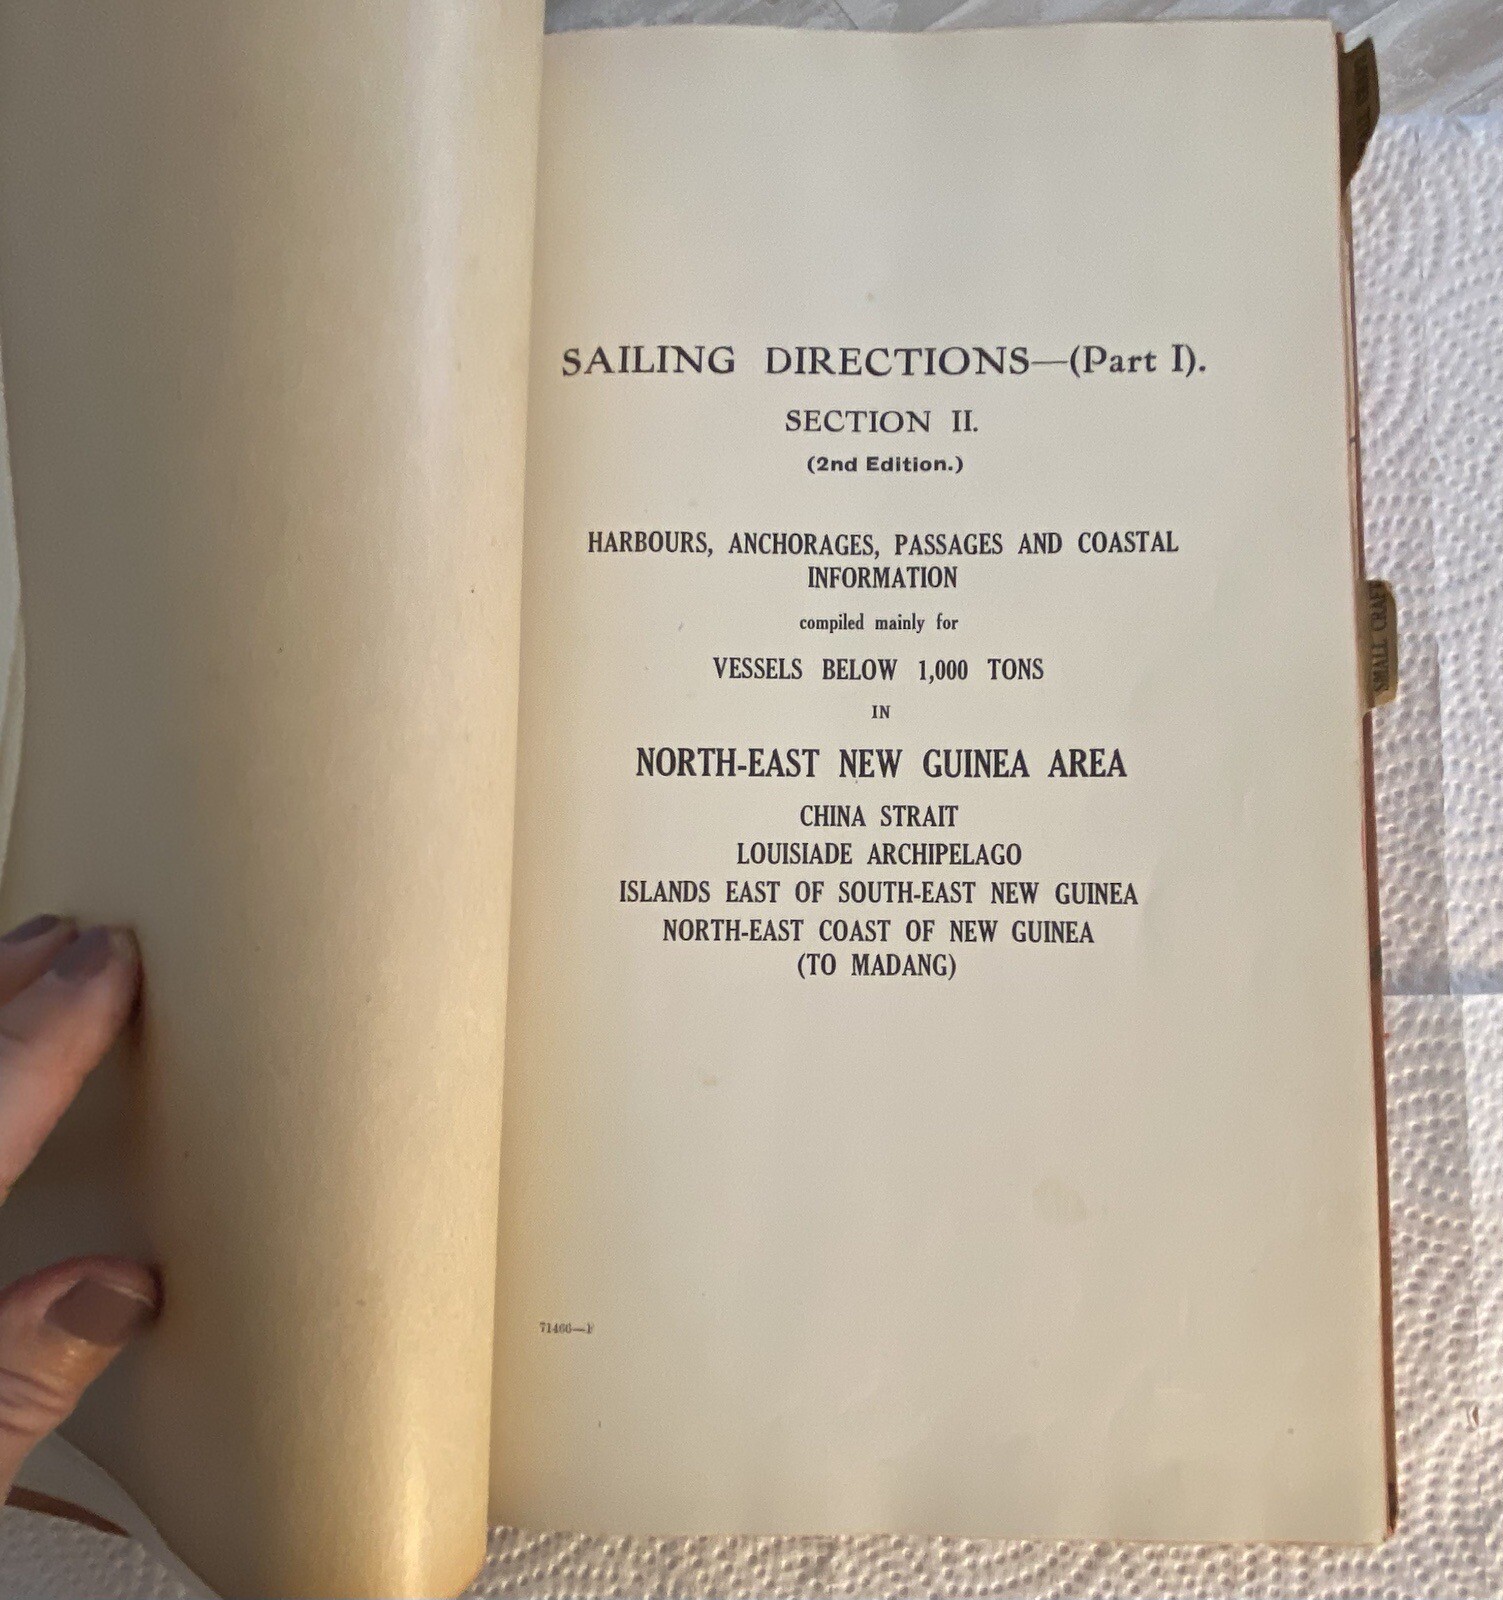 SAILING DIRECTIONS—(Part I).
SECTION II.
(2nd Edition.)
HARBOURS, ANCHORAGES, PASSAGES AND COASTAL
INFORMATION
compiled mainly for
VESSELS BELOW 1,000 TONS
IN
NORTH-EAST NEW GUINEA AREA
CHINA STRAIT
LOUISIADE ARCHIPELAGO
ISLANDS EAST OF SOUTH-EAST NEW GUINEA
NORTH-EAST COAST OF NEW GUINEA
(TO MADANG)
SMALL CRAFT